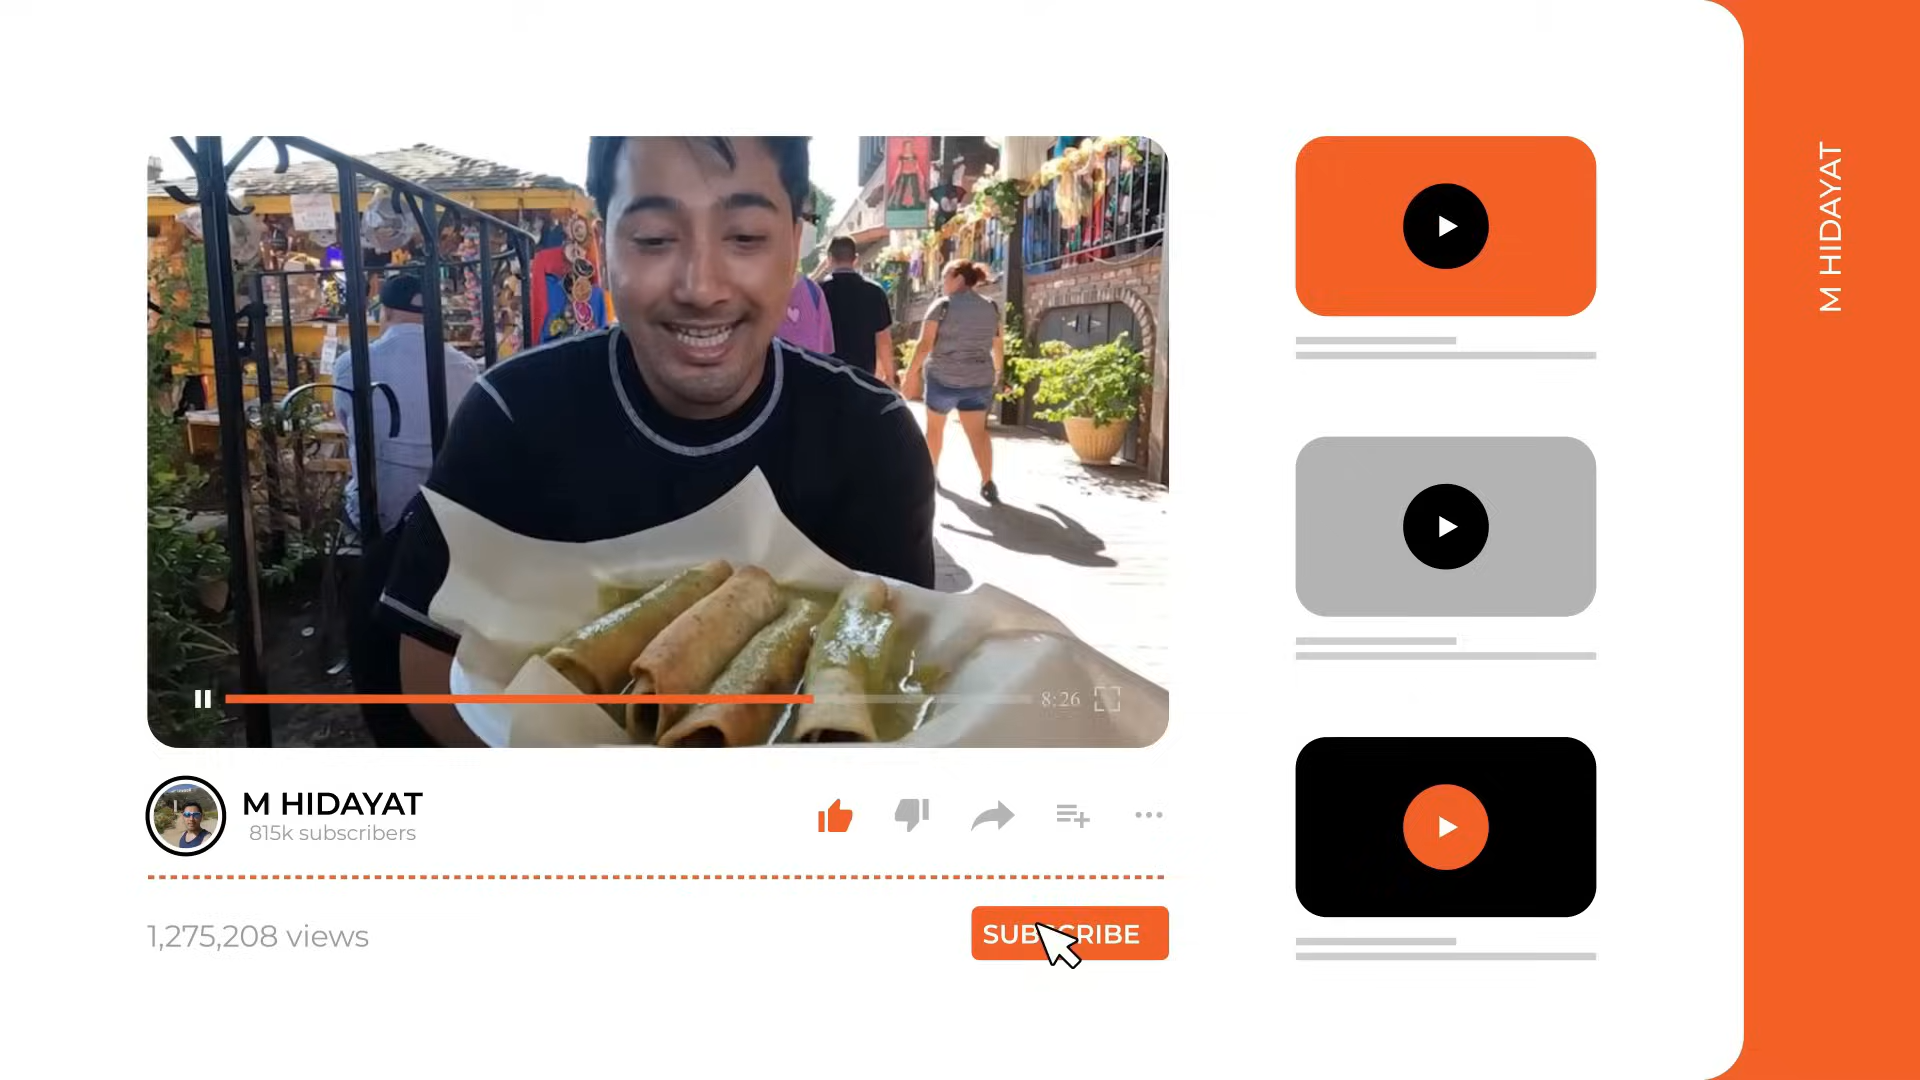 8:26
M HIDAYAT
815k subscribers
1,275,208 views
SUBSCRIBE
M HIDAYAT